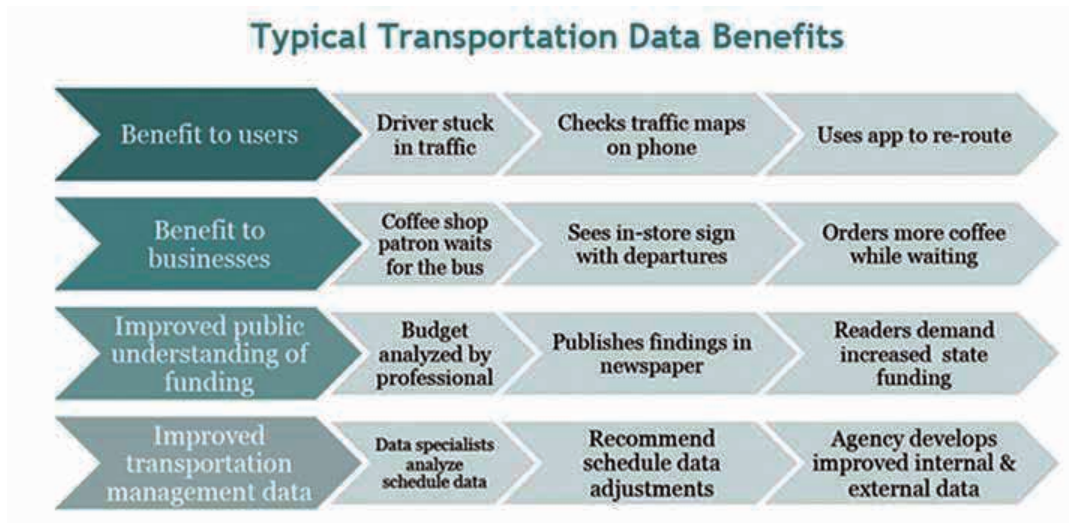 Typical Transportation Data Benefits
Benefit to users
Driver stuck
in traffic
Checks traffic maps
on phone
Uses app to re-route
Benefit to
businesses
Coffee shop
patron waits
for the bus
Sees in-store sign
with departures
Orders more coffee
while waiting
Improved public
understanding of
funding
Budget
analyzed by
professional
Publishes findings in
newspaper
Readers demand
increased state
funding
Improved
transportation
management data
Data specialists
analyze
schedule data
Recommend
schedule data
adjustments
Agency develops
improved internal &
external data